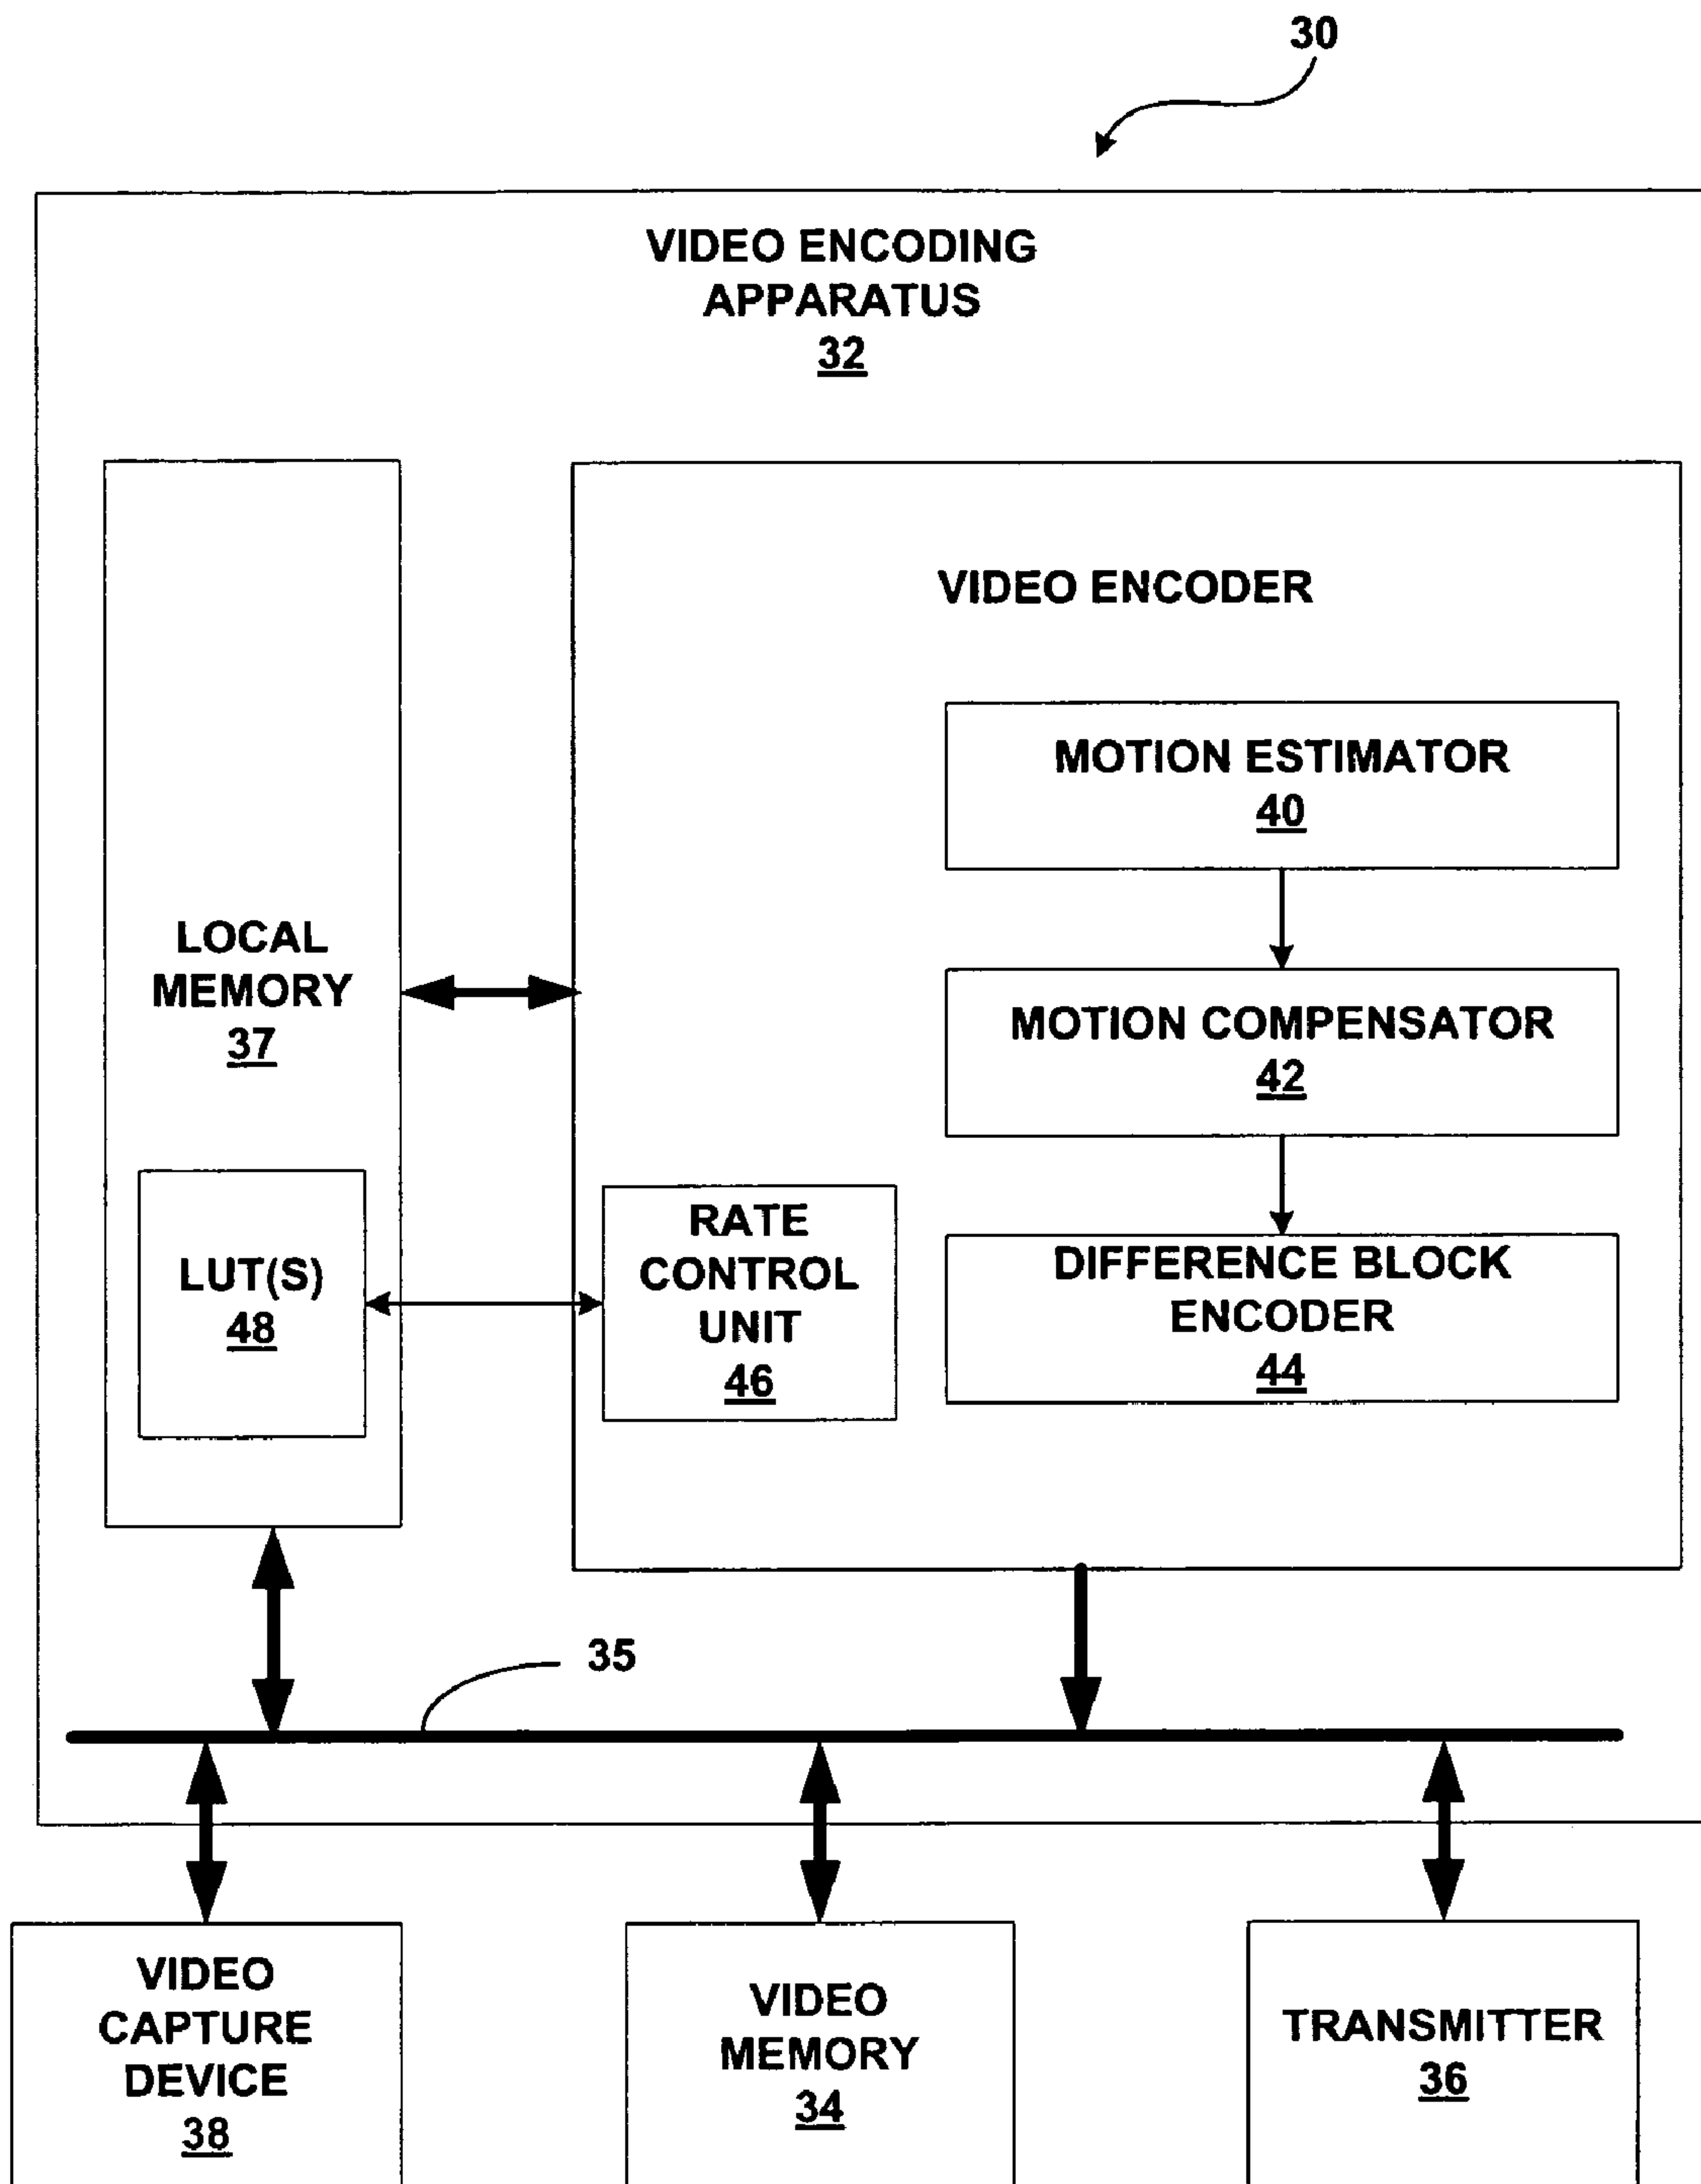 30
VIDEO ENCODING
APPARATUS
32
VIDEO ENCODER
MOTION ESTIMATOR
40
LOCAL
MEMORY
37
MOTION COMPENSATOR
42
LUT(S)
48
RATE
CONTROL
UNIT
46
DIFFERENCE BLOCK
ENCODER
44
35
VIDEO
CAPTURE
DEVICE
38
VIDEO
MEMORY
34
TRANSMITTER
36